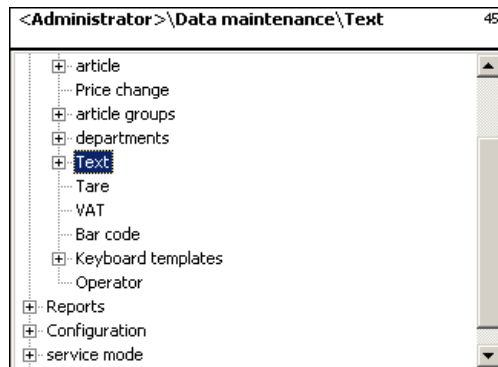 <Administrator>\Data maintenance\Text 45
article
Price change
article groups
departments
Text
Tare
VAT
Bar code
Keyboard templates
Operator
Reports
Configuration
service mode